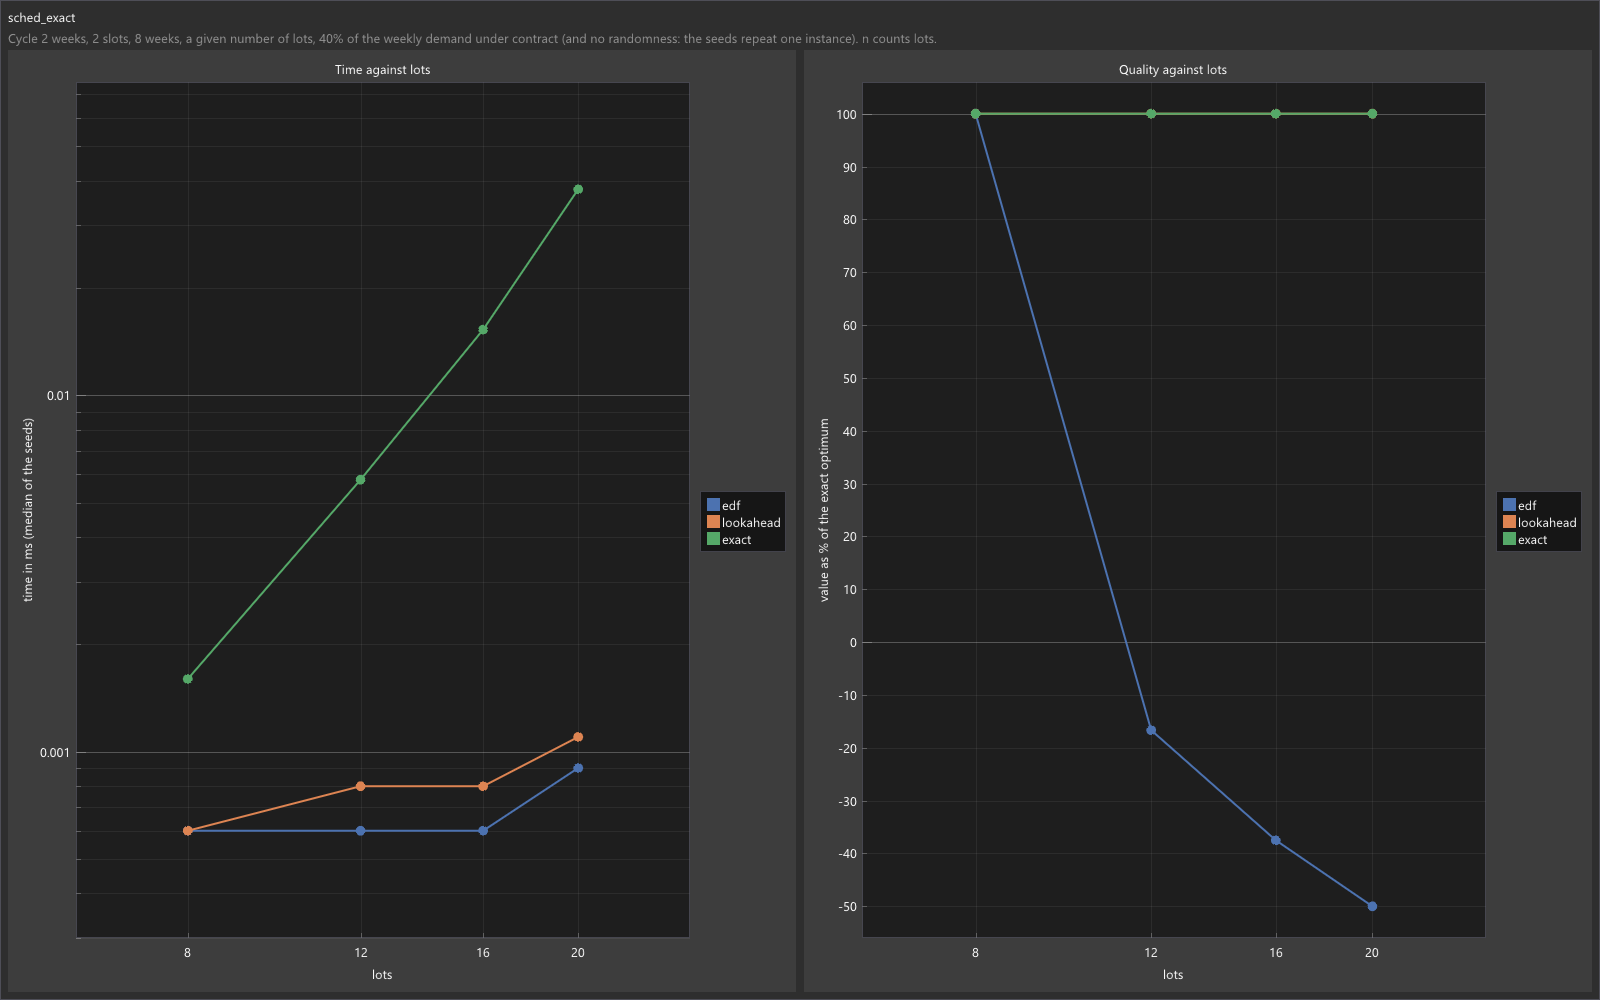 sched_exact
Cycle 2 weeks, 2 slots, 8 weeks, a given number of lots, 40% of the weekly demand under contract (and no randomness: the seeds repeat one instance). n counts lots.
Time against lots
time in ms (median of the seeds)
0.01
0.001
8 12 16 20
lots
edf
lookahead
exact
Quality against lots
value as % of the exact optimum
100
90
80
70
60
50
40
30
20
10
0
-10
-20
-30
-40
-50
8 12 16 20
lots
edf
lookahead
exact